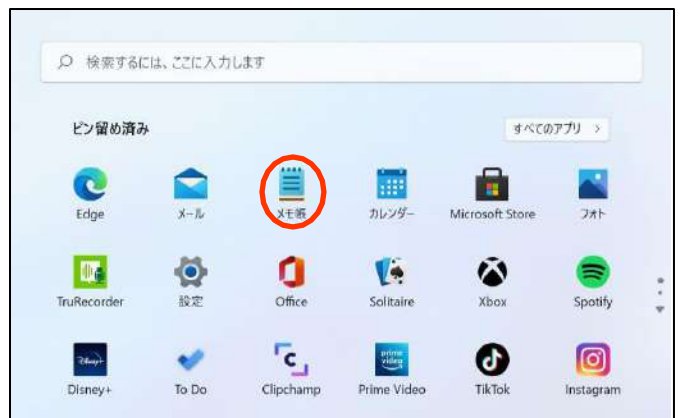 検索するには、ここに入力します
ピン留め済み
すべてのアプリ >
Edge
メール
メモ帳
カレンダー
Microsoft Store
フォト
TruRecorder
設定
Office
Solitaire
Xbox
Spotify
Disney+
prime video
Disney+
To Do
Clipchamp
Prime Video
TikTok
Instagram